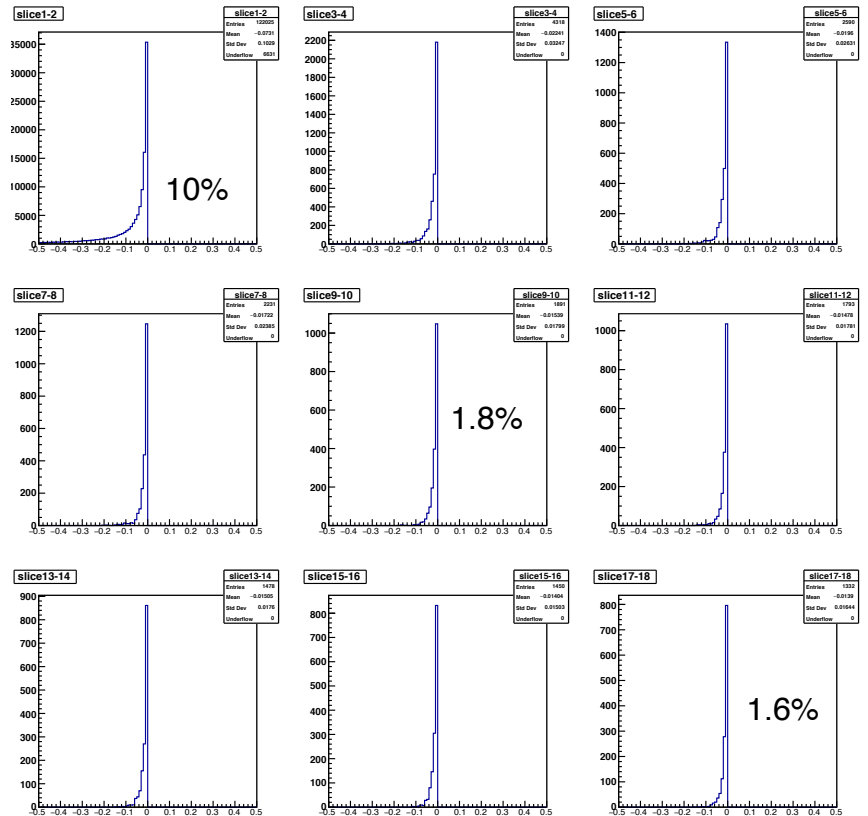 slice1-2
slice1-2
Entries 122025
Mean −0.0731
Std Dev 0.1029
Underflow 6631
35000
30000
25000
20000
15000
10000
5000
0
−0.5 −0.4 −0.3 −0.2 −0.1 0 0.1 0.2 0.3 0.4 0.5
10%
slice3-4
slice3-4
Entries 4318
Mean −0.02241
Std Dev 0.03247
Underflow 0
2200
2000
1800
1600
1400
1200
1000
800
600
400
200
0
−0.5 −0.4 −0.3 −0.2 −0.1 0 0.1 0.2 0.3 0.4 0.5
slice5-6
slice5-6
Entries 2590
Mean −0.0196
Std Dev 0.02631
Underflow 0
1400
1200
1000
800
600
400
200
0
−0.5 −0.4 −0.3 −0.2 −0.1 0 0.1 0.2 0.3 0.4 0.5
slice7-8
slice7-8
Entries 2231
Mean −0.01722
Std Dev 0.02385
Underflow 0
1200
1000
800
600
400
200
0
−0.5 −0.4 −0.3 −0.2 −0.1 0 0.1 0.2 0.3 0.4 0.5
slice9-10
slice9-10
Entries 1891
Mean −0.01539
Std Dev 0.01799
Underflow 0
1000
800
600
400
200
0
−0.5 −0.4 −0.3 −0.2 −0.1 0 0.1 0.2 0.3 0.4 0.5
1.8%
slice11-12
slice11-12
Entries 1793
Mean −0.01478
Std Dev 0.01781
Underflow 0
1000
800
600
400
200
0
−0.5 −0.4 −0.3 −0.2 −0.1 0 0.1 0.2 0.3 0.4 0.5
slice13-14
slice13-14
Entries 1478
Mean −0.01505
Std Dev 0.0176
Underflow 0
900
800
700
600
500
400
300
200
100
0
−0.5 −0.4 −0.3 −0.2 −0.1 0 0.1 0.2 0.3 0.4 0.5
slice15-16
slice15-16
Entries 1450
Mean −0.01404
Std Dev 0.01503
Underflow 0
800
700
600
500
400
300
200
100
0
−0.5 −0.4 −0.3 −0.2 −0.1 0 0.1 0.2 0.3 0.4 0.5
slice17-18
slice17-18
Entries 1332
Mean −0.0139
Std Dev 0.01644
Underflow 0
800
700
600
500
400
300
200
100
0
−0.5 −0.4 −0.3 −0.2 −0.1 0 0.1 0.2 0.3 0.4 0.5
1.6%